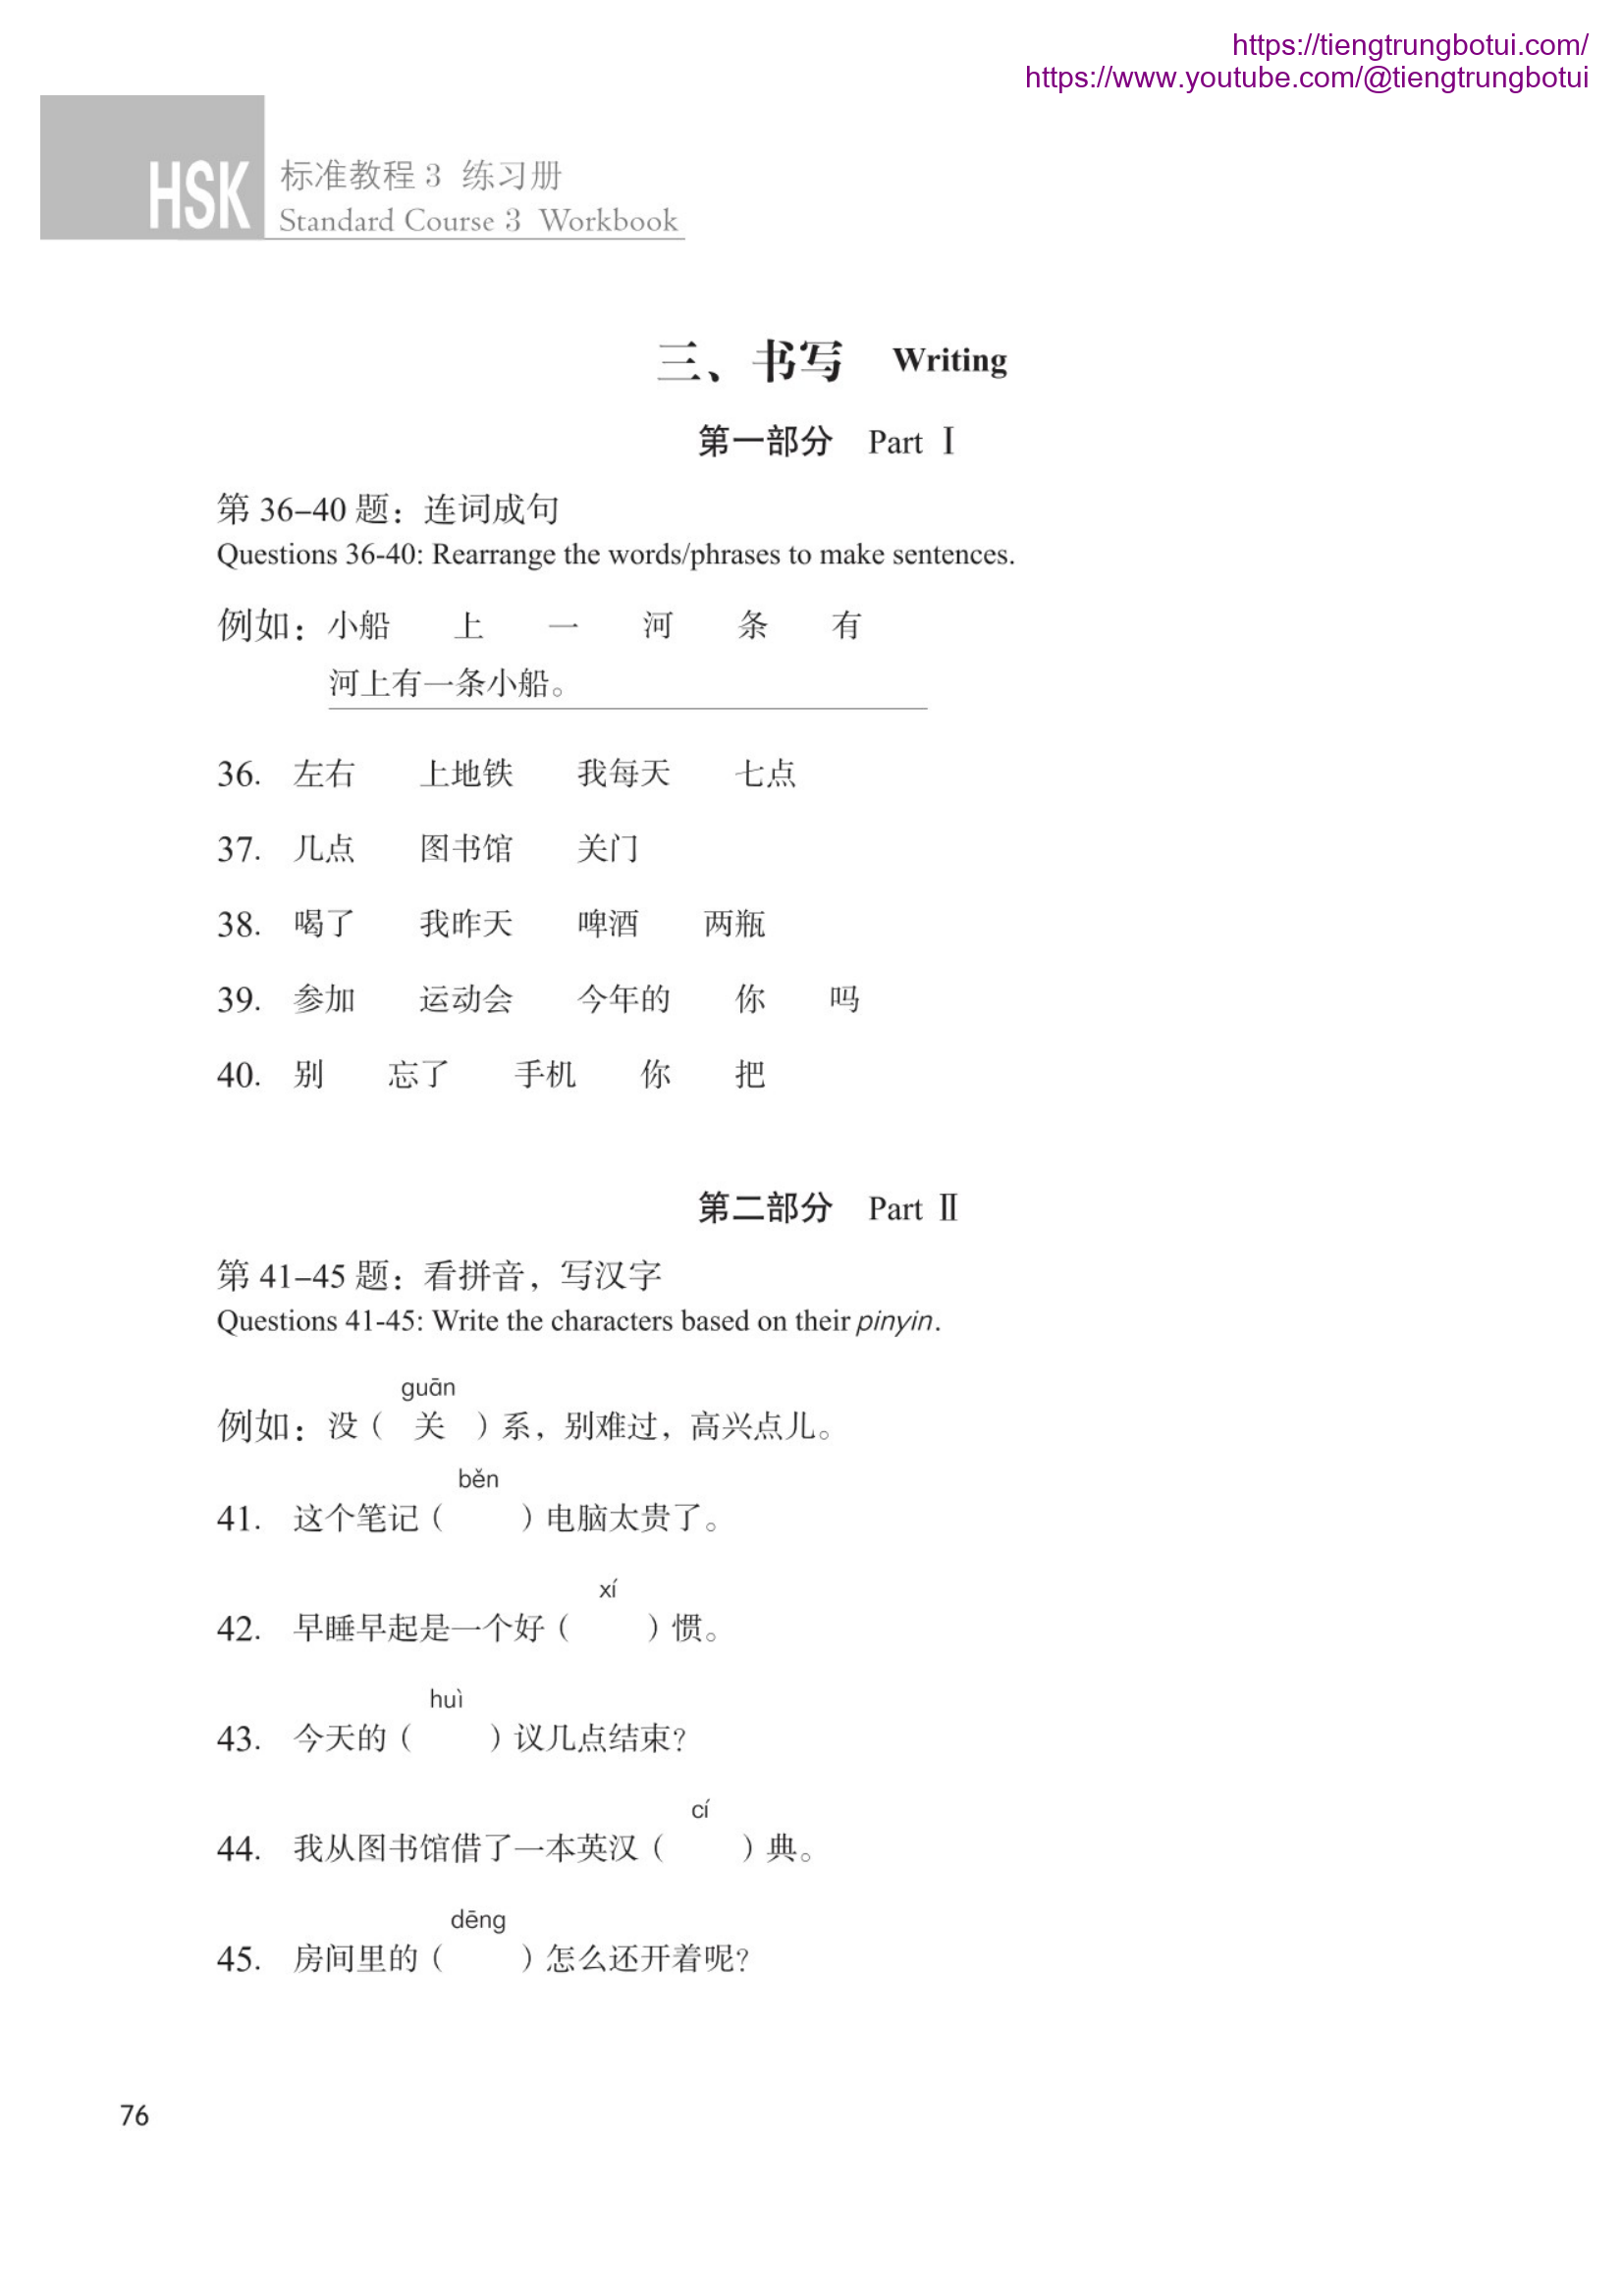 https://tiengtrungbotui.com/
https://www.youtube.com/@tiengtrungbotui
HSK 标准教程 3 练习册
Standard Course 3 Workbook
三、书写 Writing
第一部分 Part Ⅰ
第 36–40 题：连词成句
Questions 36-40: Rearrange the words/phrases to make sentences.
例如：小船 上 一 河 条 有
河上有一条小船。
36. 左右 上地铁 我每天 七点
37. 几点 图书馆 关门
38. 喝了 我昨天 啤酒 两瓶
39. 参加 运动会 今年的 你 吗
40. 别 忘了 手机 你 把
第二部分 Part Ⅱ
第 41–45 题：看拼音，写汉字
Questions 41-45: Write the characters based on their pinyin.
guān
例如：没（ 关 ）系，别难过，高兴点儿。
běn
41. 这个笔记（ ）电脑太贵了。
xí
42. 早睡早起是一个好（ ）惯。
huì
43. 今天的（ ）议几点结束？
cí
44. 我从图书馆借了一本英汉（ ）典。
dēng
45. 房间里的（ ）怎么还开着呢？
76